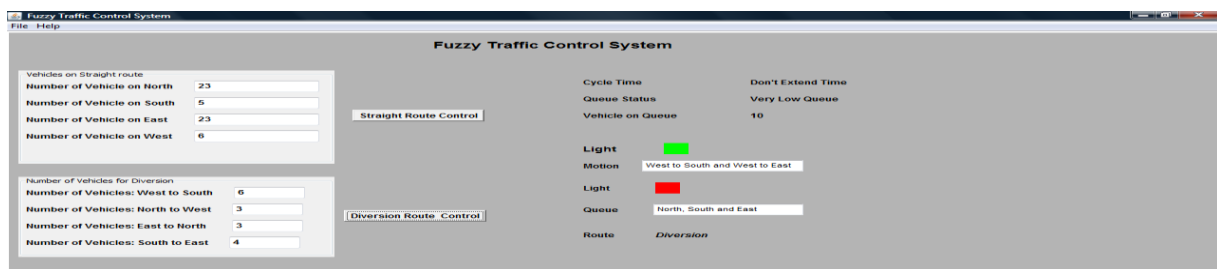 Fuzzy Traffic Control System
File Help
Fuzzy Traffic Control System
Vehicles on Straight route
Number of Vehicle on North 23
Number of Vehicle on South 5
Number of Vehicle on East 23
Number of Vehicle on West 6
Straight Route Control
Number of Vehicles for Diversion
Number of Vehicles: West to South 6
Number of Vehicles: North to West 3
Number of Vehicles: East to North 3
Number of Vehicles: South to East 4
Diversion Route Control
Cycle Time Don't Extend Time
Queue Status Very Low Queue
Vehicle on Queue 10
Light
Motion West to South and West to East
Light
Queue North, South and East
Route Diversion